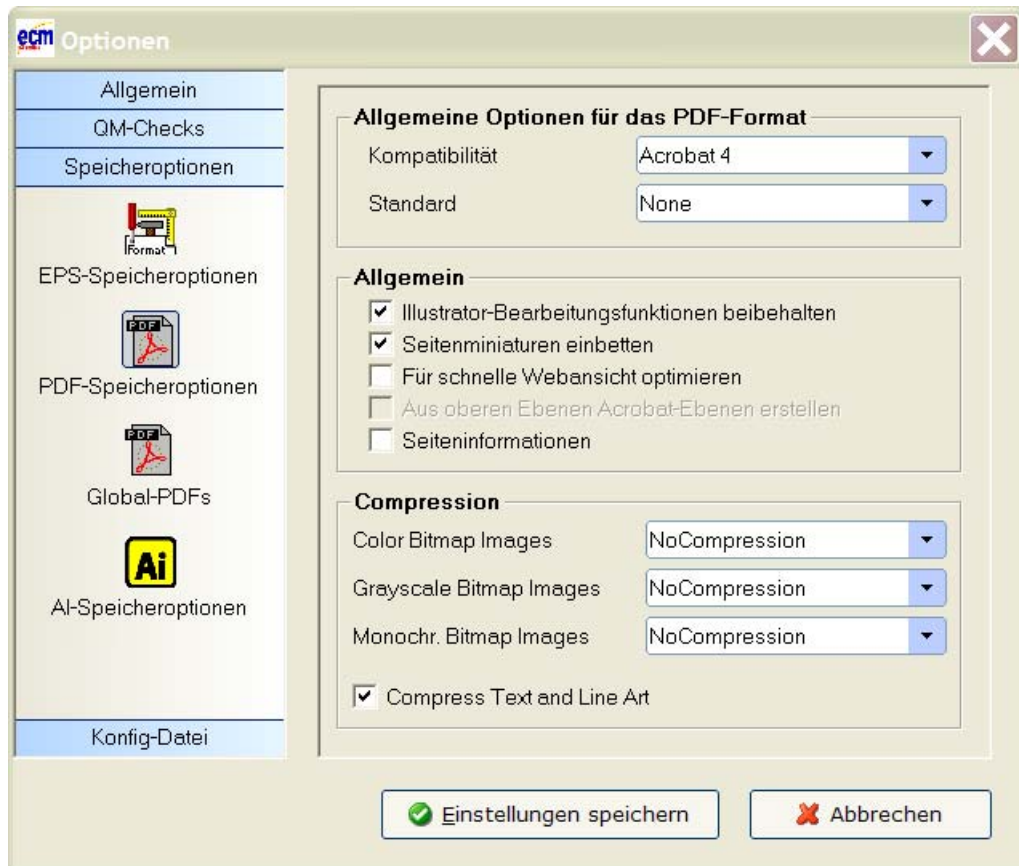 ecm Optionen
Allgemein
QM-Checks
Speicheroptionen
Format
EPS-Speicheroptionen
PDF
PDF-Speicheroptionen
PDF
Global-PDFs
Ai
AI-Speicheroptionen
Konfig-Datei
Allgemeine Optionen für das PDF-Format
Kompatibilität Acrobat 4
Standard None
Allgemein
Illustrator-Bearbeitungsfunktionen beibehalten
Seitenminiaturen einbetten
Für schnelle Webansicht optimieren
Aus oberen Ebenen Acrobat-Ebenen erstellen
Seiteninformationen
Compression
Color Bitmap Images NoCompression
Grayscale Bitmap Images NoCompression
Monochr. Bitmap Images NoCompression
Compress Text and Line Art
Einstellungen speichern Abbrechen